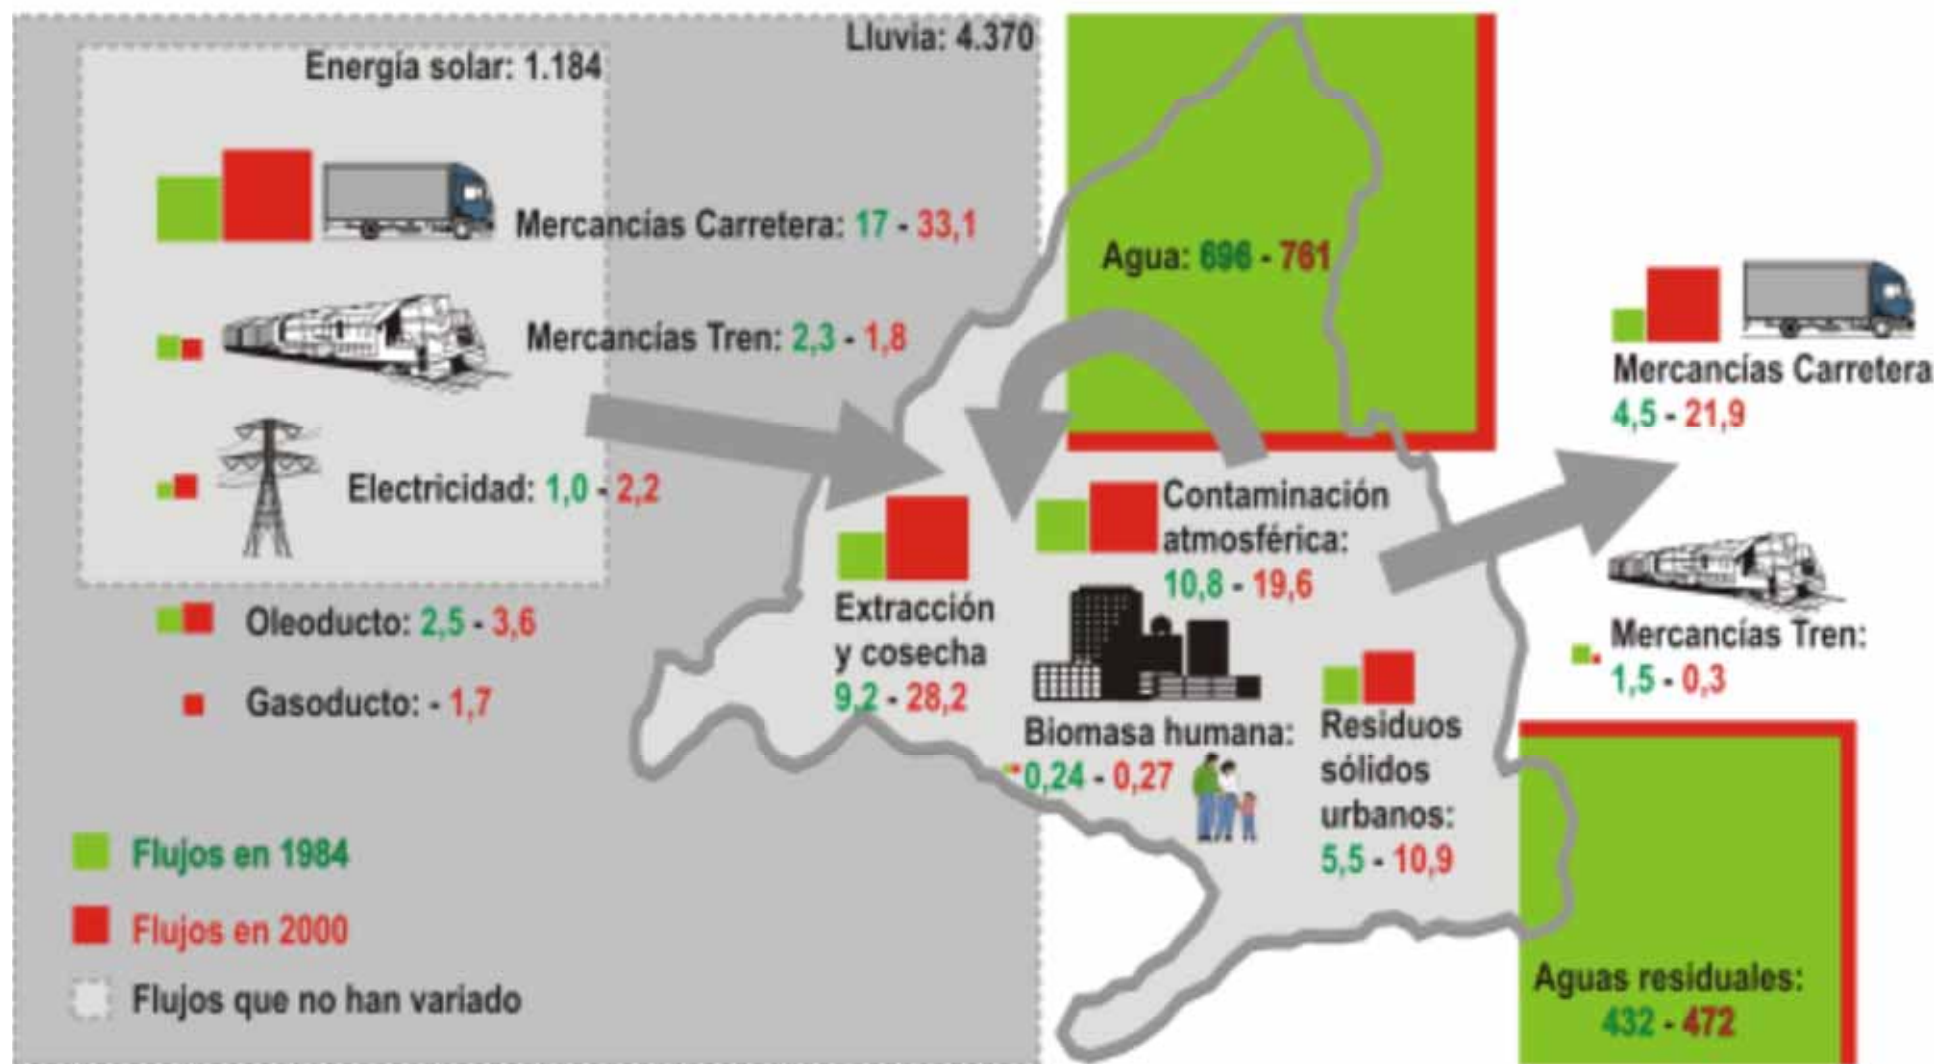 Lluvia: 4.370
Energía solar: 1.184
Mercancías Carretera: 17 - 33,1
Mercancías Tren: 2,3 - 1,8
Electricidad: 1,0 - 2,2
Oleoducto: 2,5 - 3,6
Gasoducto: - 1,7
Flujos en 1984
Flujos en 2000
Flujos que no han variado
Agua: 696 - 761
Extracción
y cosecha
9,2 - 28,2
Contaminación
atmosférica:
10,8 - 19,6
Biomasa humana:
0,24 - 0,27
Residuos
sólidos
urbanos:
5,5 - 10,9
Mercancías Carretera
4,5 - 21,9
Mercancías Tren:
1,5 - 0,3
Aguas residuales:
432 - 472